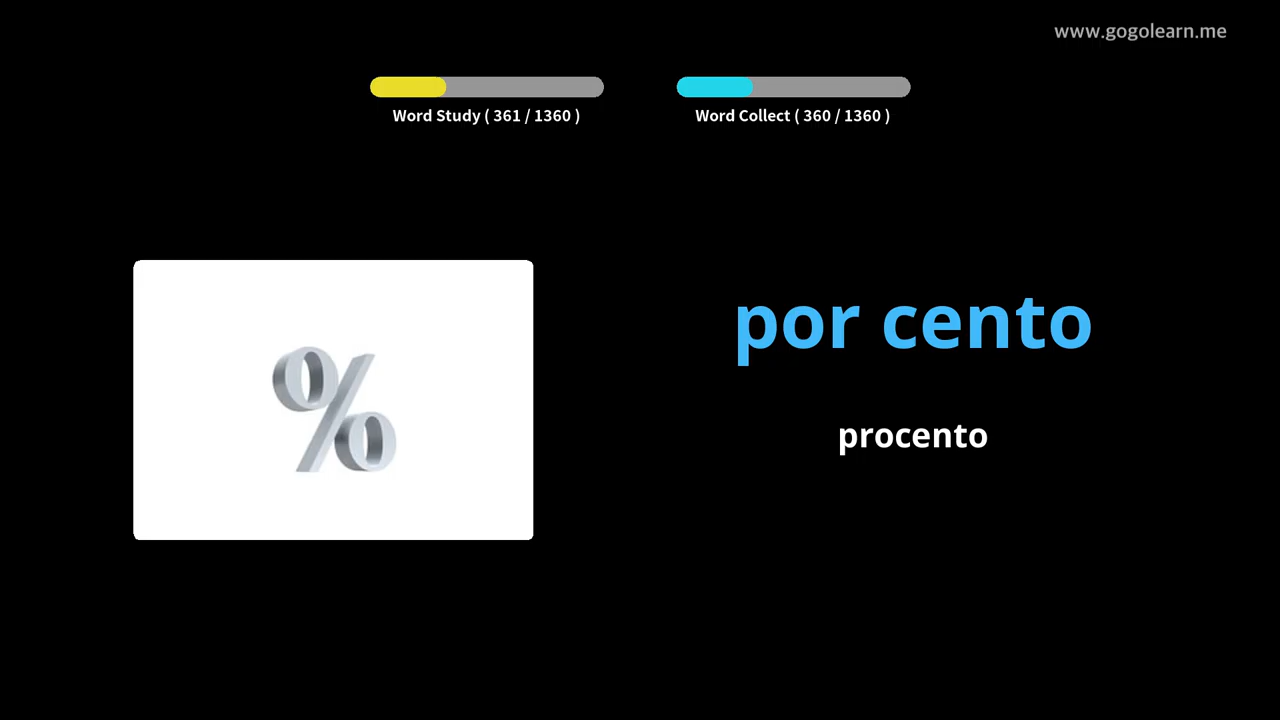 www.gogolearn.me
Word Study ( 361 / 1360 )
Word Collect ( 360 / 1360 )
%
por cento
procento